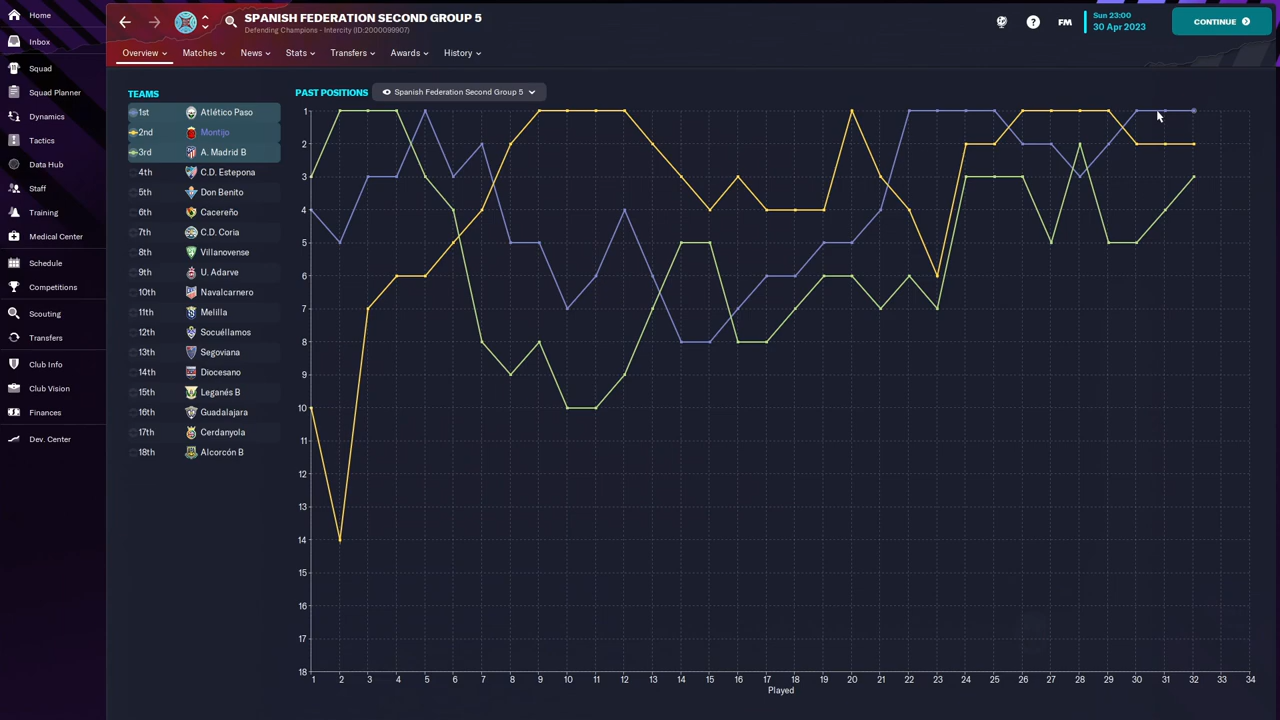 Home
Inbox
Squad
Squad Planner
Dynamics
Tactics
Data Hub
Staff
Training
Medical Center
Schedule
Competitions
Scouting
Transfers
Club Info
Club Vision
Finances
Dev. Center
SPANISH FEDERATION SECOND GROUP 5
Defending Champions - Intercity (ID:2000099907)
FM
Sun 23:00
30 Apr 2023
CONTINUE
Overview
Matches
News
Stats
Transfers
Awards
History
TEAMS
1st Atlético Paso
2nd Montijo
3rd A. Madrid B
4th C.D. Estepona
5th Don Benito
6th Cacereño
7th C.D. Coria
8th Villanovense
9th U. Adarve
10th Navalcarnero
11th Melilla
12th Socuéllamos
13th Segoviana
14th Diocesano
15th Leganés B
16th Guadalajara
17th Cerdanyola
18th Alcorcón B
PAST POSITIONS
Spanish Federation Second Group 5
1
2
3
4
5
6
7
8
9
10
11
12
13
14
15
16
17
18
1 2 3 4 5 6 7 8 9 10 11 12 13 14 15 16 17 18 19 20 21 22 23 24 25 26 27 28 29 30 31 32 33 34
Played